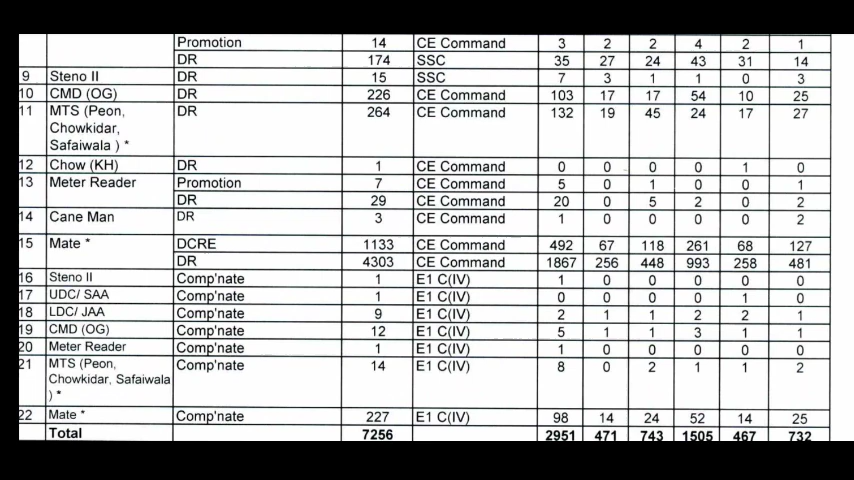 Promotion 14 CE Command 3 2 2 4 2 1
DR 174 SSC 35 27 24 43 31 14
9 Steno II DR 15 SSC 7 3 1 1 0 3
10 CMD (OG) DR 226 CE Command 103 17 17 54 10 25
11 MTS (Peon, DR 264 CE Command 132 19 45 24 17 27
Chowkidar,
Safaiwala ) *
12 Chow (KH) DR 1 CE Command 0 0 0 0 1 0
13 Meter Reader Promotion 7 CE Command 5 0 1 0 0 1
DR 29 CE Command 20 0 5 2 0 2
14 Cane Man DR 3 CE Command 1 0 0 0 0 2
15 Mate * DCRE 1133 CE Command 492 67 118 261 68 127
DR 4303 CE Command 1867 256 448 993 258 481
16 Steno II Comp'nate 1 E1 C(IV) 1 0 0 0 0 0
17 UDC/ SAA Comp'nate 1 E1 C(IV) 0 0 0 0 1 0
18 LDC/ JAA Comp'nate 9 E1 C(IV) 2 1 1 2 2 1
19 CMD (OG) Comp'nate 12 E1 C(IV) 5 1 1 3 1 1
20 Meter Reader Comp'nate 1 E1 C(IV) 1 0 0 0 0 0
21 MTS (Peon, Comp'nate 14 E1 C(IV) 8 0 2 1 1 2
Chowkidar, Safaiwala
) *
22 Mate * Comp'nate 227 E1 C(IV) 98 14 24 52 14 25
Total 7256 2951 471 743 1505 467 732